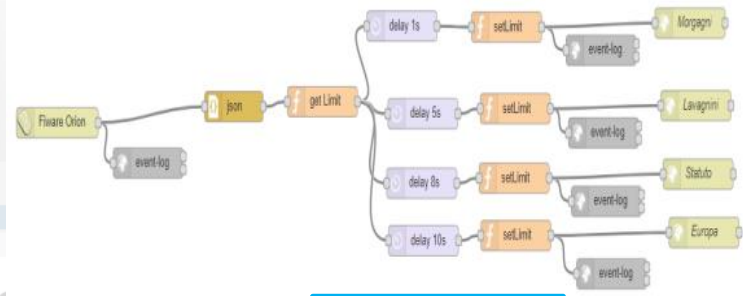 delay 1s
setLimit
Morgagni
event-log
Fiware Orion
json
get Limit
event-log
delay 5s
setLimit
Lavagnini
event-log
delay 8s
setLimit
Statuto
event-log
delay 10s
setLimit
Europa
event-log